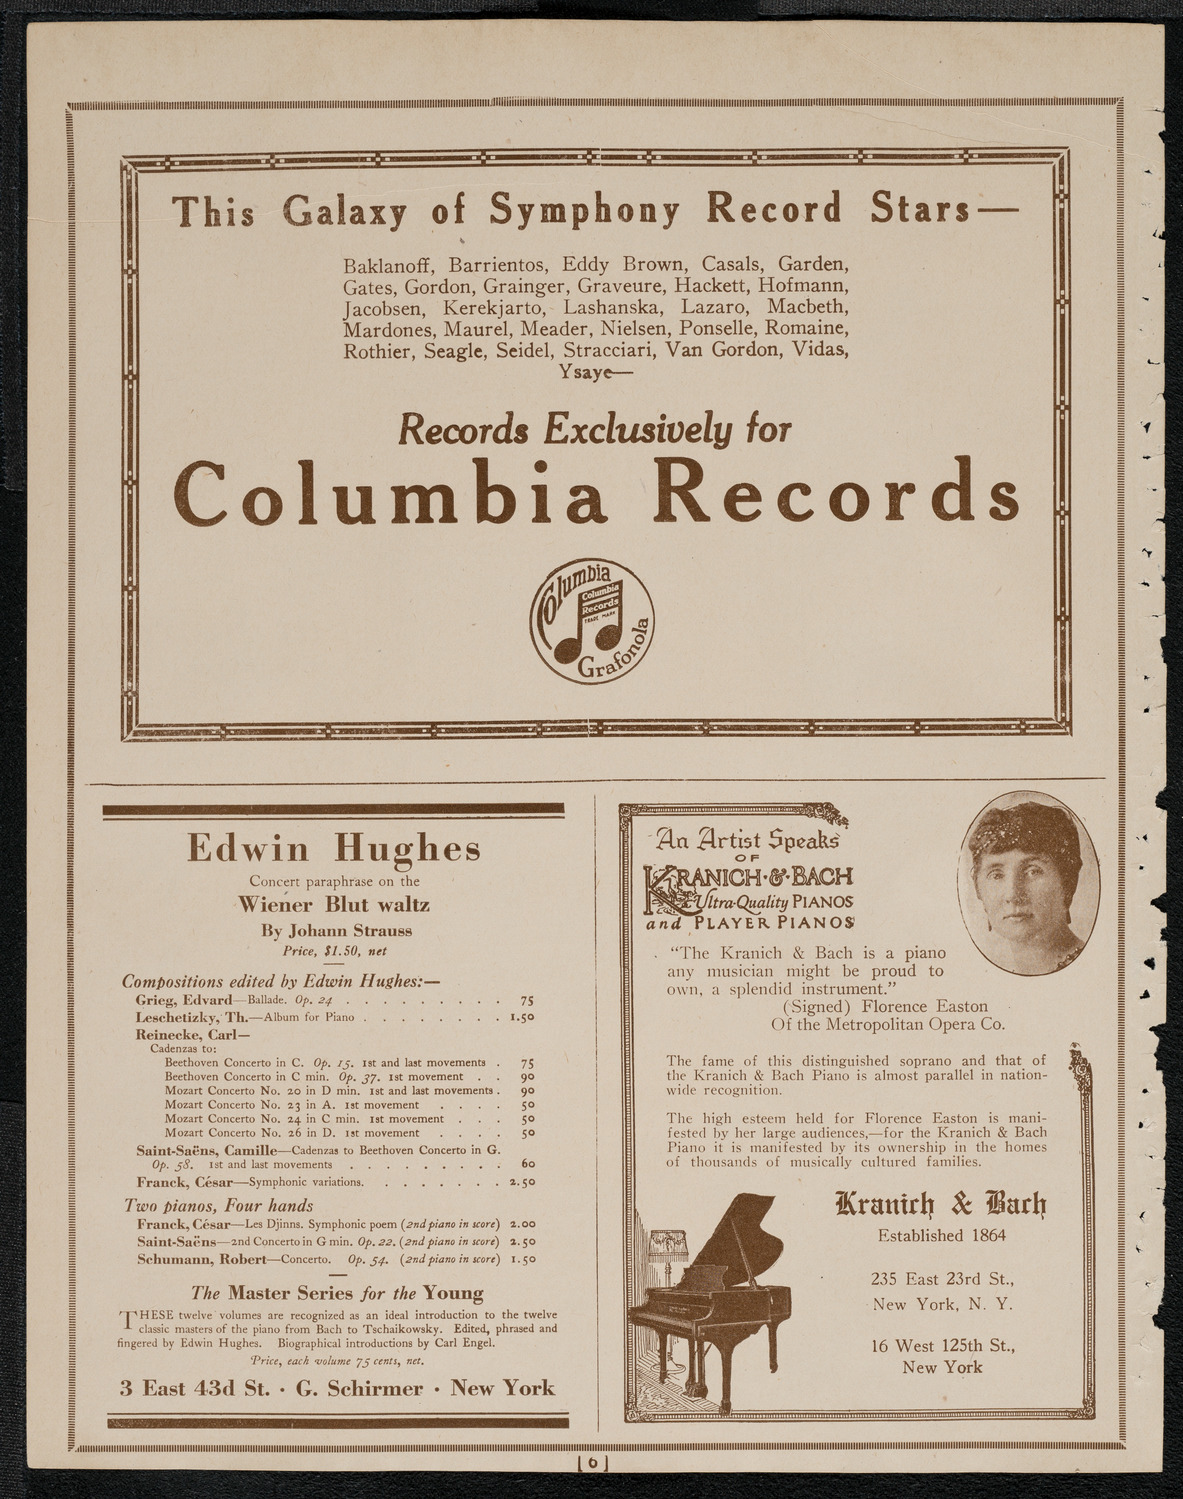 This Galaxy of Symphony Record Stars—
Baklanoff, Barrientos, Eddy Brown, Casals, Garden,
Gates, Gordon, Grainger, Graveure, Hackett, Hofmann,
Jacobsen, Kerekjarto, Lashanska, Lazaro, Macbeth,
Mardones, Maurel, Meader, Nielsen, Ponselle, Romaine,
Rothier, Seagle, Seidel, Stracciari, Van Gordon, Vidas,
Ysaye—
Records Exclusively for
Columbia Records
Columbia
Columbia
Records
TRADE MARK
Grafonola
Edwin Hughes
Concert paraphrase on the
Wiener Blut waltz
By Johann Strauss
Price, $1.50, net
Compositions edited by Edwin Hughes:—
Grieg, Edvard—Ballade. Op. 24 . . . . . . . . . 75
Leschetizky, Th.—Album for Piano . . . . . . . . 1.50
Reinecke, Carl—
Cadenzas to:
Beethoven Concerto in C. Op. 15. 1st and last movements . 75
Beethoven Concerto in C min. Op. 37. 1st movement . . 90
Mozart Concerto No. 20 in D min. 1st and last movements . 90
Mozart Concerto No. 23 in A. 1st movement . . . . 50
Mozart Concerto No. 24 in C min. 1st movement . . . 50
Mozart Concerto No. 26 in D. 1st movement . . . . 50
Saint-Saëns, Camille—Cadenzas to Beethoven Concerto in G.
Op. 58. 1st and last movements . . . . . . . . . 60
Franck, César—Symphonic variations. . . . . . . . 2.50
Two pianos, Four hands
Franck, César—Les Djinns. Symphonic poem (2nd piano in score) 2.00
Saint-Saëns—2nd Concerto in G min. Op. 22. (2nd piano in score) 2.50
Schumann, Robert—Concerto. Op. 54. (2nd piano in score) 1.50
The Master Series for the Young
THESE twelve volumes are recognized as an ideal introduction to the twelve
classic masters of the piano from Bach to Tschaikowsky. Edited, phrased and
fingered by Edwin Hughes. Biographical introductions by Carl Engel.
Price, each volume 75 cents, net.
3 East 43d St. · G. Schirmer · New York
An Artist Speaks
OF
KRANICH·&·BACH
Ultra-Quality PIANOS
and PLAYER PIANOS
"The Kranich & Bach is a piano
any musician might be proud to
own, a splendid instrument."
(Signed) Florence Easton
Of the Metropolitan Opera Co.
The fame of this distinguished soprano and that of
the Kranich & Bach Piano is almost parallel in nation-
wide recognition.
The high esteem held for Florence Easton is mani-
fested by her large audiences,—for the Kranich & Bach
Piano it is manifested by its ownership in the homes
of thousands of musically cultured families.
Kranich & Bach
Established 1864
235 East 23rd St.,
New York, N. Y.
16 West 125th St.,
New York
[6]